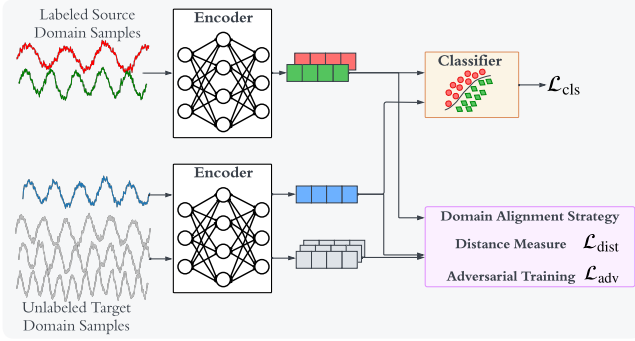 Labeled Source
Domain Samples
Encoder
Classifier
ℒcls
Encoder
Domain Alignment Strategy
Distance Measure ℒdist
Adversarial Training ℒadv
Unlabeled Target
Domain Samples